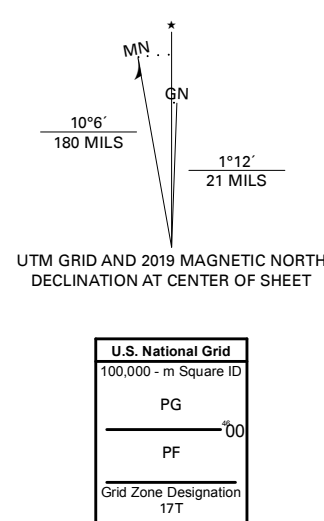 ★
MN
GN
10°6´
180 MILS
1°12´
21 MILS
UTM GRID AND 2019 MAGNETIC NORTH
DECLINATION AT CENTER OF SHEET
U.S. National Grid
100,000 - m Square ID
PG
⁴⁶00
PF
Grid Zone Designation
17T